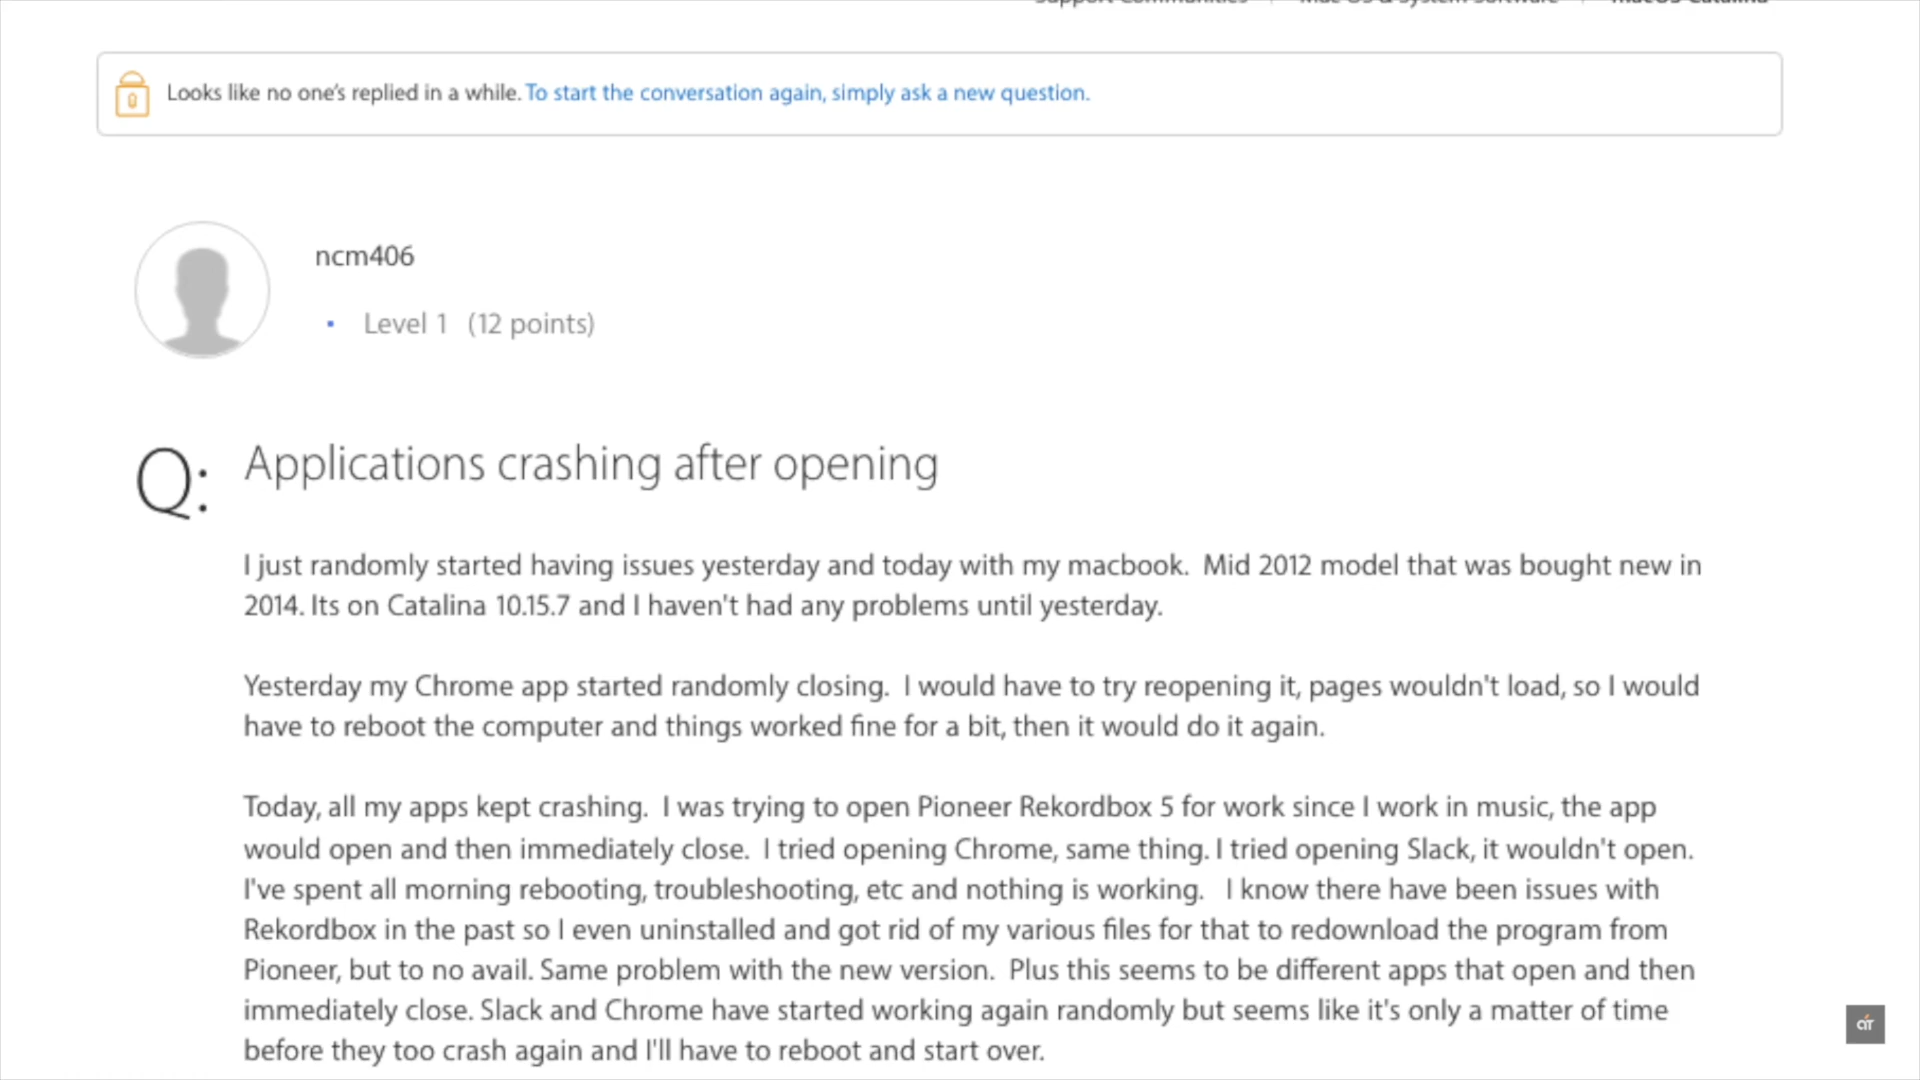 Support Communities Mac OS & System Software macOS Catalina
Looks like no one's replied in a while. To start the conversation again, simply ask a new question.
ncm406
• Level 1 (12 points)
Q: Applications crashing after opening
I just randomly started having issues yesterday and today with my macbook. Mid 2012 model that was bought new in
2014. Its on Catalina 10.15.7 and I haven't had any problems until yesterday.
Yesterday my Chrome app started randomly closing. I would have to try reopening it, pages wouldn't load, so I would
have to reboot the computer and things worked fine for a bit, then it would do it again.
Today, all my apps kept crashing. I was trying to open Pioneer Rekordbox 5 for work since I work in music, the app
would open and then immediately close. I tried opening Chrome, same thing. I tried opening Slack, it wouldn't open.
I've spent all morning rebooting, troubleshooting, etc and nothing is working. I know there have been issues with
Rekordbox in the past so I even uninstalled and got rid of my various files for that to redownload the program from
Pioneer, but to no avail. Same problem with the new version. Plus this seems to be different apps that open and then
immediately close. Slack and Chrome have started working again randomly but seems like it's only a matter of time
before they too crash again and I'll have to reboot and start over.